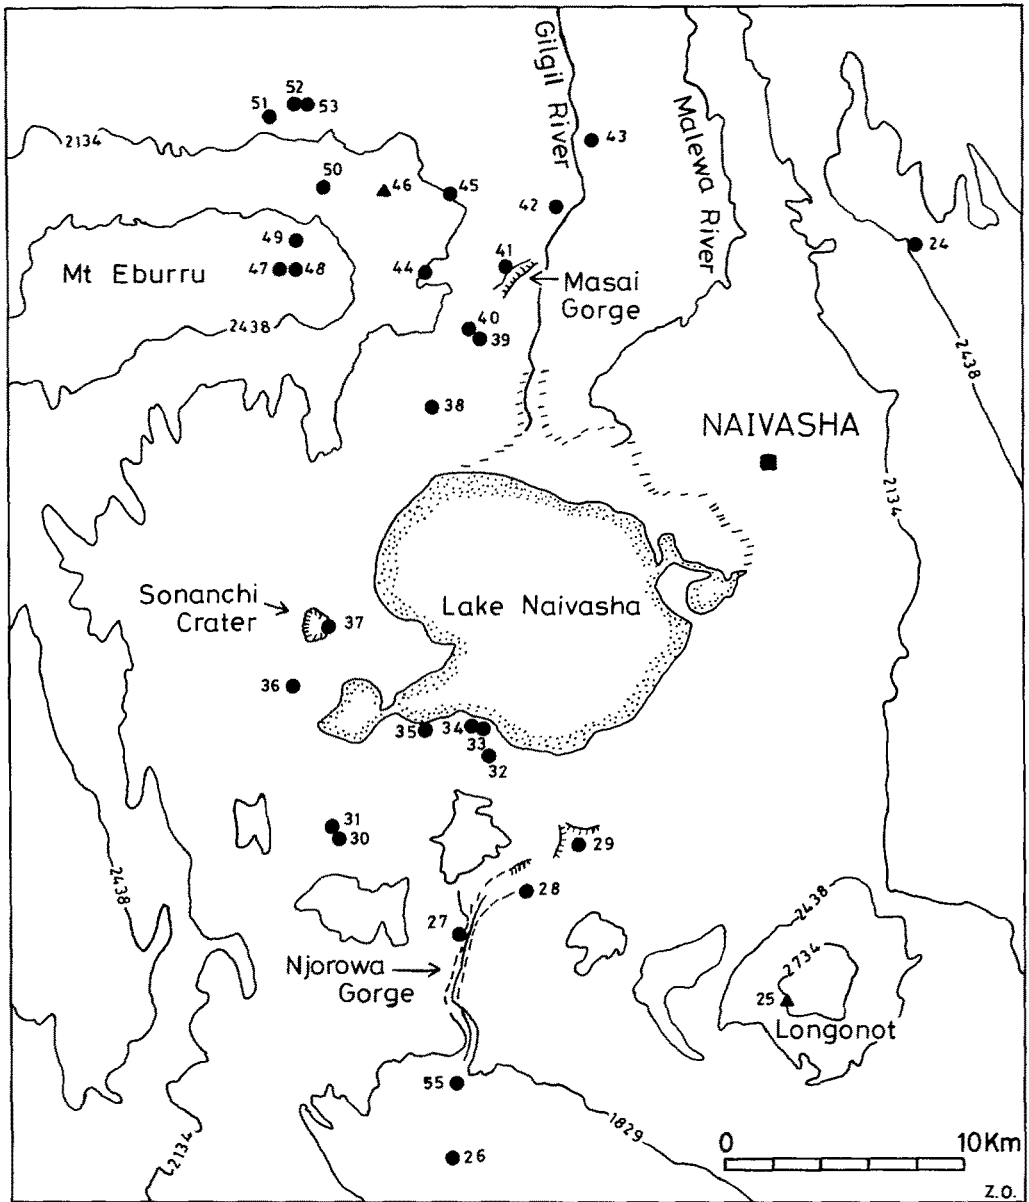 Gilgil River
Malewa River
52
51
53
43
2134
50
46
45
42
24
49
41
Mt Eburru
47
48
44
Masai
Gorge
2438
40
39
2438
38
NAIVASHA
2134
Sonanchi
Crater
Lake Naivasha
37
36
35
34
33
32
31
30
29
2438
28
2438
27
2734
Njorowa
Gorge
25
Longonot
55
1829
2134
26
0 10Km
Z.O.